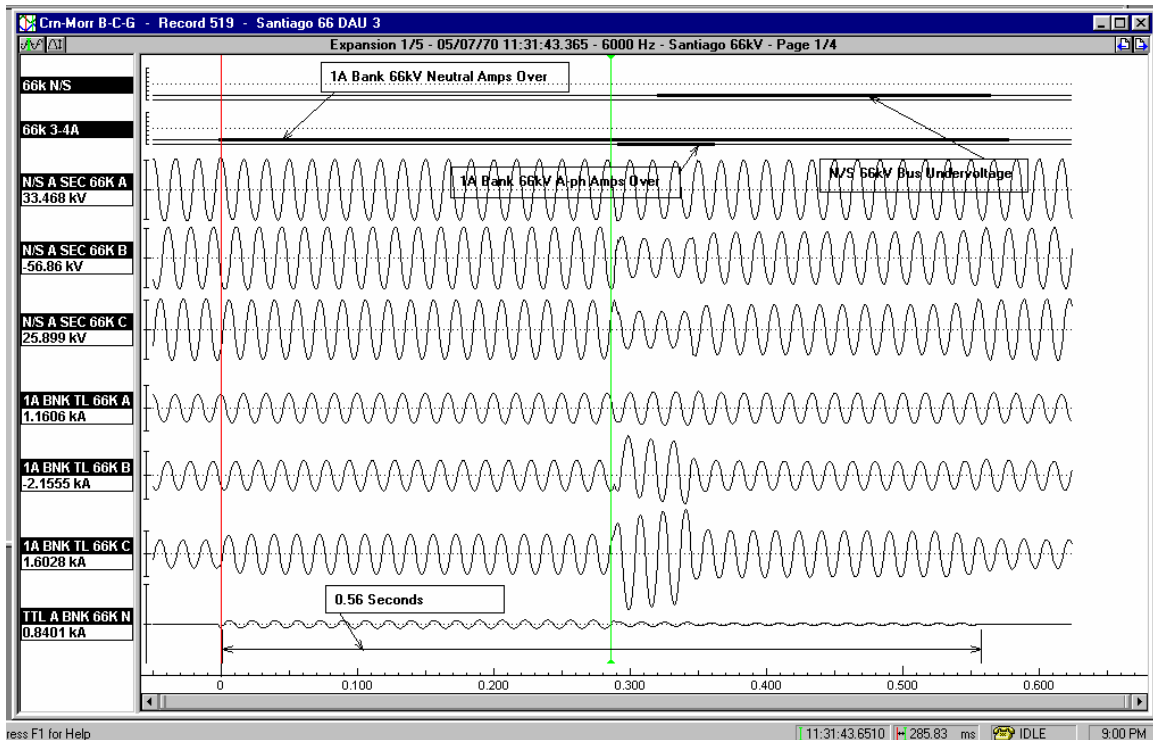 Crn-Morr B-C-G - Record 519 - Santiago 66 DAU 3
Expansion 1/5 - 05/07/70 11:31:43.365 - 6000 Hz - Santiago 66kV - Page 1/4
1A Bank 66kV Neutral Amps Over
66k N/S
66k 3-4A
1A Bank 66kV A-ph Amps Over
N/S 66kV Bus Undervoltage
N/S A SEC 66K A
33.468 kV
N/S A SEC 66K B
-56.86 kV
N/S A SEC 66K C
25.899 kV
1A BNK TL 66K A
1.1606 kA
1A BNK TL 66K B
-2.1555 kA
1A BNK TL 66K C
1.6028 kA
0.56 Seconds
TTL A BNK 66K N
0.8401 kA
0 0.100 0.200 0.300 0.400 0.500 0.600
ress F1 for Help 11:31:43.6510 285.83 ms IDLE 9:00 PM